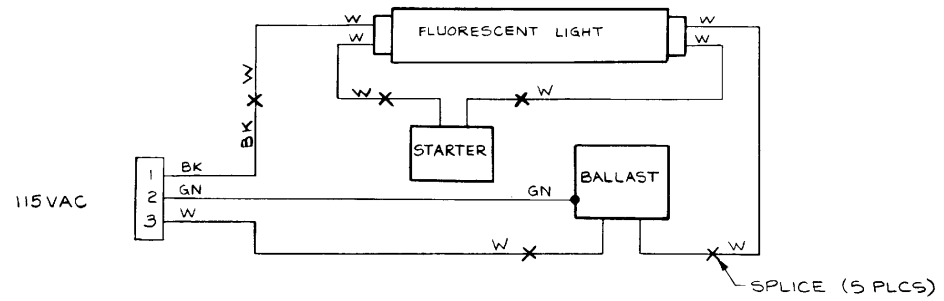 W
FLUORESCENT LIGHT
W
W
W
W
BK W
W
W
STARTER
BALLAST
115VAC
1
BK
2
GN
GN
3
W
W
W
SPLICE (5 PLCS)